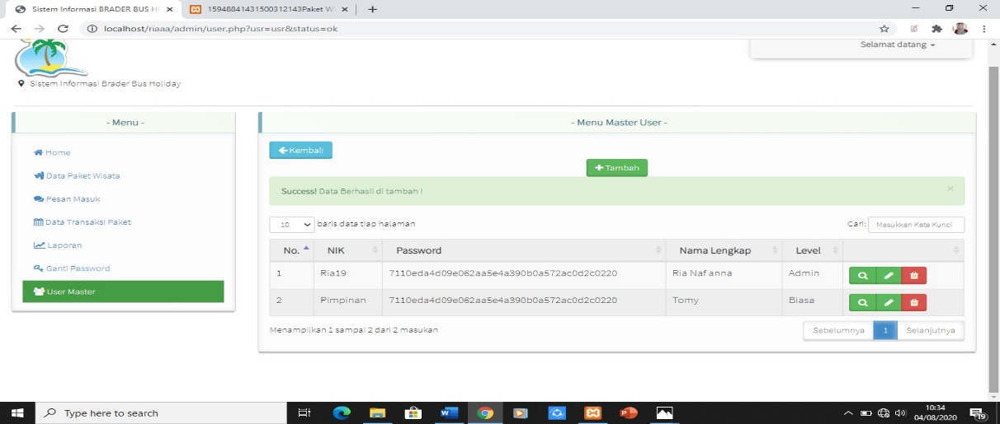 Sistem Informasi BRADER BUS H
15948841431500312143Paket W
localhost/riaaa/admin/user.php?usr=usr&status=ok
Selamat datang
Sistem Informasi Brader Bus Holiday
- Menu -
Home
Data Paket Wisata
Pesan Masuk
Data Transaksi Paket
Laporan
Ganti Password
User Master
- Menu Master User -
Kembali
Tambah
Success! Data Berhasil di tambah !
×
10 baris data tiap halaman
Cari: Masukkan Kata Kunci
No. NIK Password Nama Lengkap Level
1 Ria19 7110eda4d09e062aa5e4a390b0a572ac0d2c0220 Ria Naf anna Admin
2 Pimpinan 7110eda4d09e062aa5e4a390b0a572ac0d2c0220 Tomy Biasa
Menampilkan 1 sampai 2 dari 2 masukan
Sebelumnya 1 Selanjutnya
Type here to search
10:34
04/08/2020
19